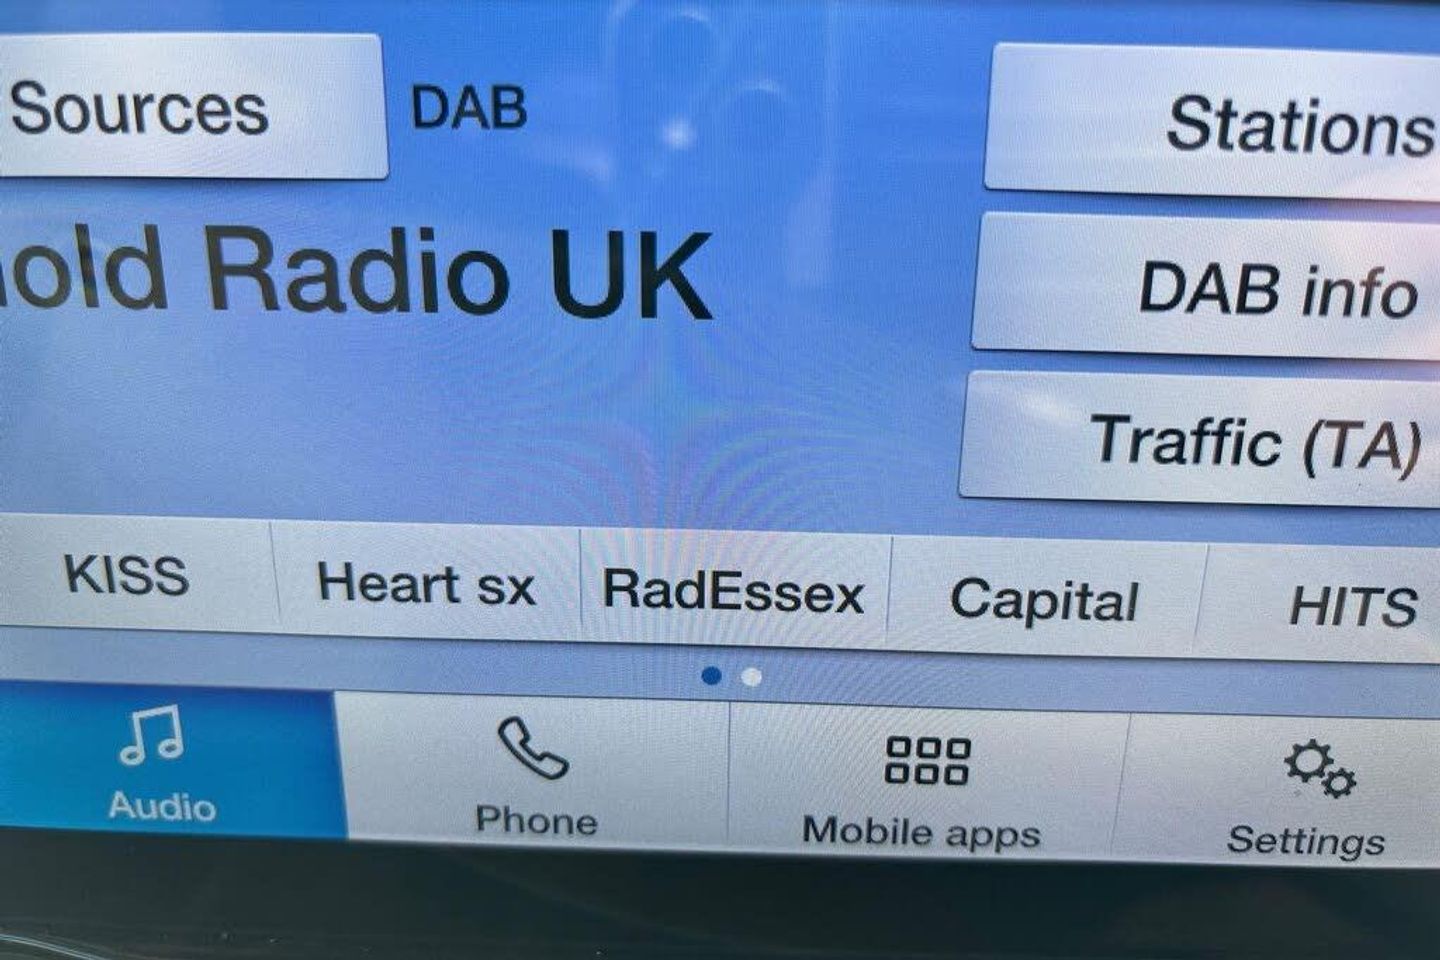 Sources
DAB
Stations
old Radio UK
DAB info
Traffic (TA)
KISS
Heart sx
RadEssex
Capital
HITS
Audio
Phone
Mobile apps
Settings